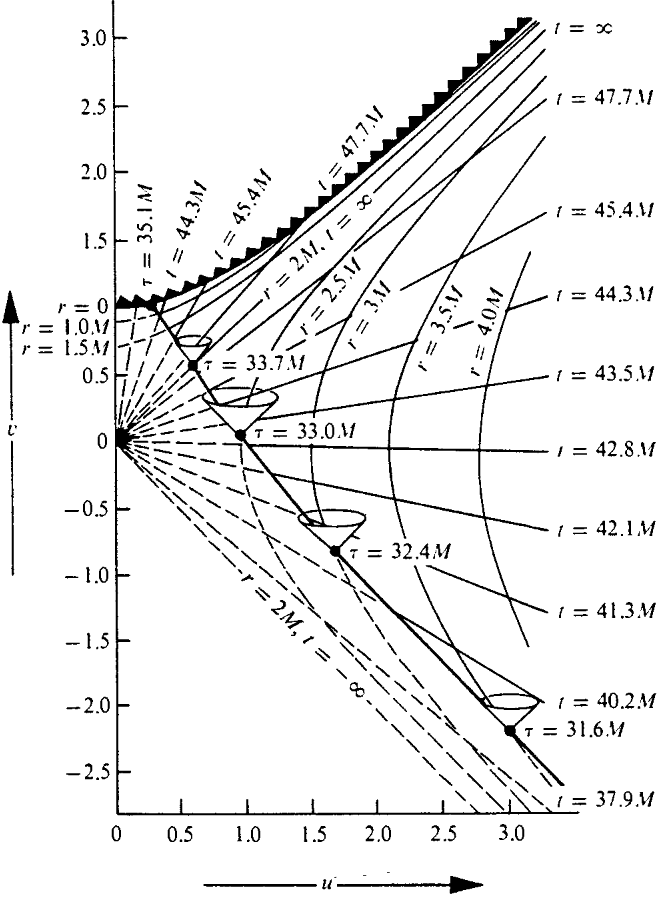 3.0
2.5
2.0
1.5
r = 0
1.0
r = 1.0M
r = 1.5M
0.5
0
−0.5
−1.0
−1.5
−2.0
−2.5
v
0
0.5
1.0
1.5
2.0
2.5
3.0
u
τ = 35.1M
t = 44.3M
t = 45.4M
t = 47.7M
r = 2M, t = ∞
r = 2.5M
r = 3M
r = 3.5M
r = 4.0M
τ = 33.7M
τ = 33.0M
τ = 32.4M
τ = 31.6M
r = 2M, t = −∞
t = ∞
t = 47.7M
t = 45.4M
t = 44.3M
t = 43.5M
t = 42.8M
t = 42.1M
t = 41.3M
t = 40.2M
t = 37.9M